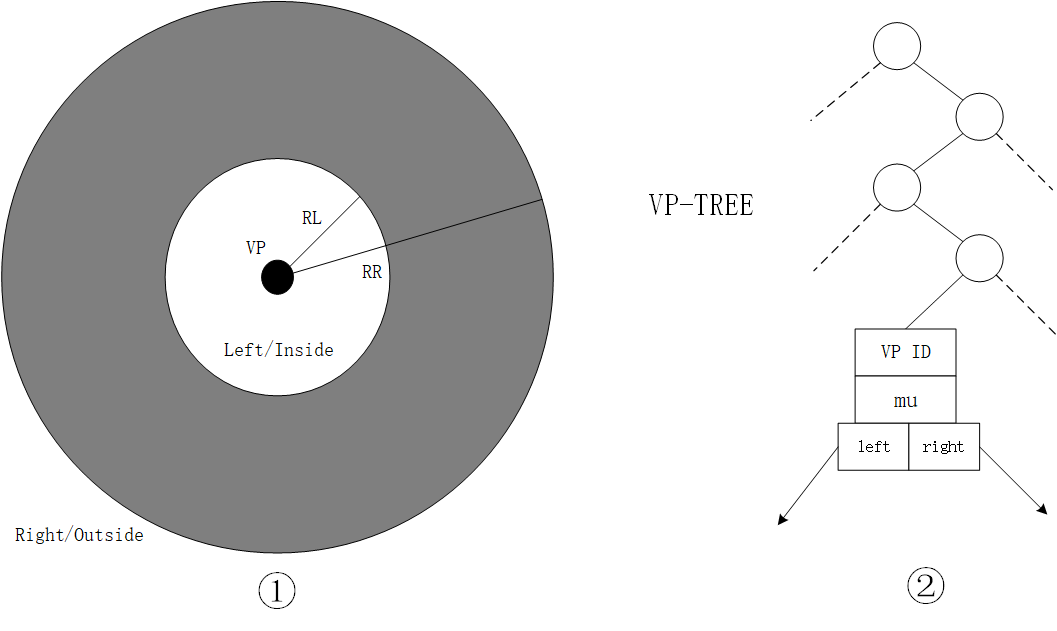 RL
VP
RR
Left/Inside
Right/Outside
①
VP-TREE
VP ID
mu
left
right
②